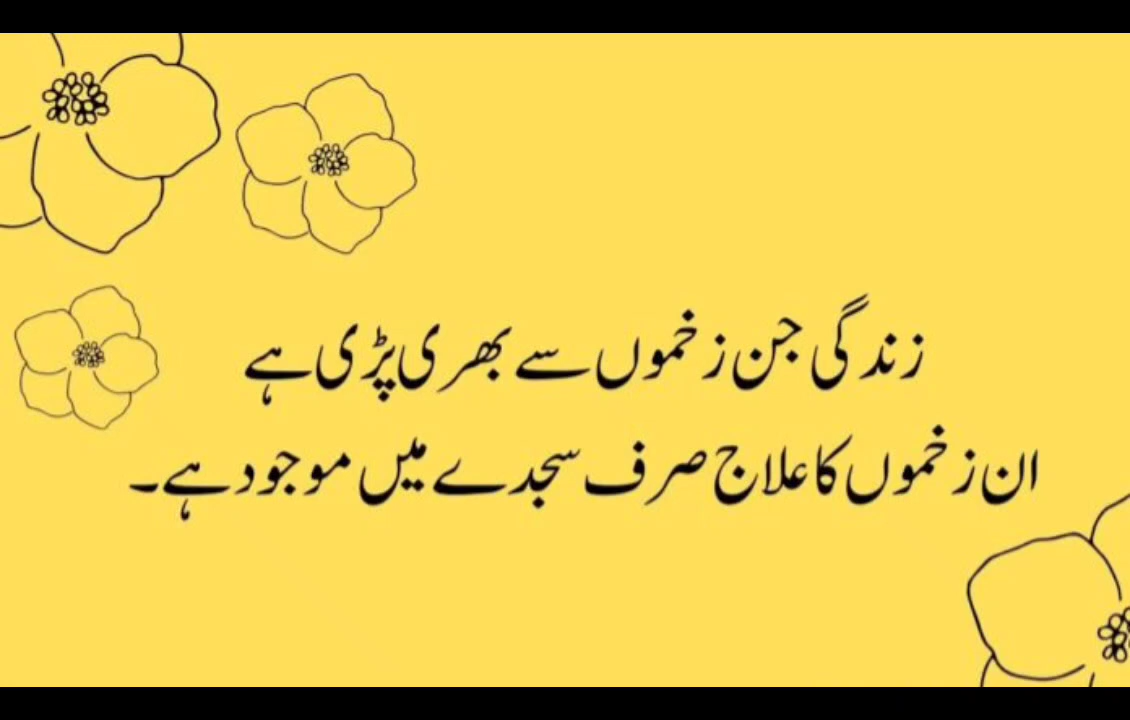 زندگی جن زخموں سے بھری پڑی ہے
ان زخموں کا علاج صرف سجدے میں موجود ہے۔